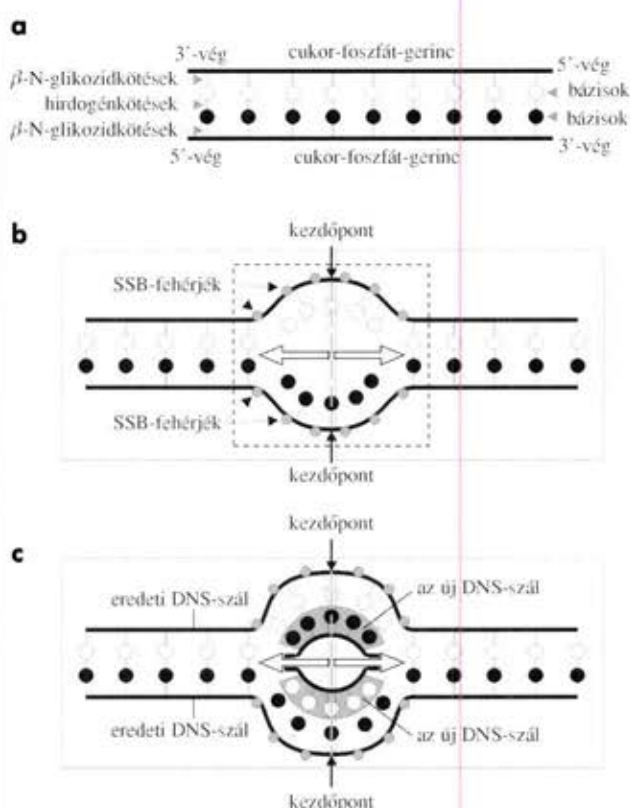 a
3´-vég cukor-foszfát-gerinc 5´-vég
β-N-glikozidkötések
bázisok
hirdogénkötések
bázisok
β-N-glikozidkötések
5´-vég cukor-foszfát-gerinc 3´-vég
b
kezdőpont
SSB-fehérjék
SSB-fehérjék
kezdőpont
kezdőpont
c
eredeti DNS-szál az új DNS-szál
eredeti DNS-szál az új DNS-szál
kezdőpont